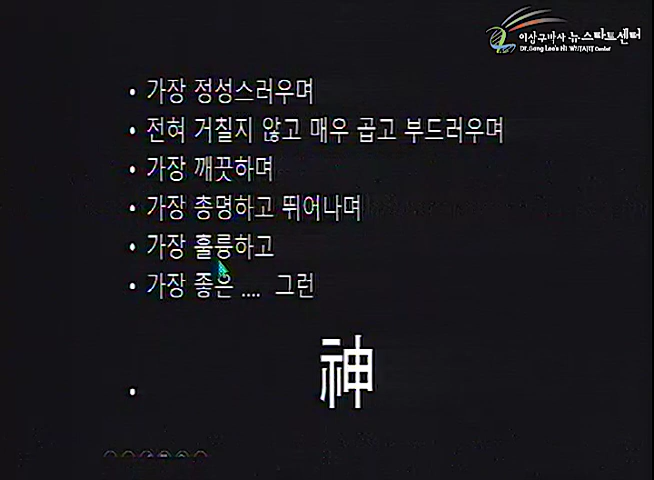 이상구박사 뉴스타트센터
• 가장 정성스러우며
• 전혀 거칠지 않고 매우 곱고 부드러우며
• 가장 깨끗하며
• 가장 총명하고 뛰어나며
• 가장 훌륭하고
• 가장 좋은 .... 그런
• 神